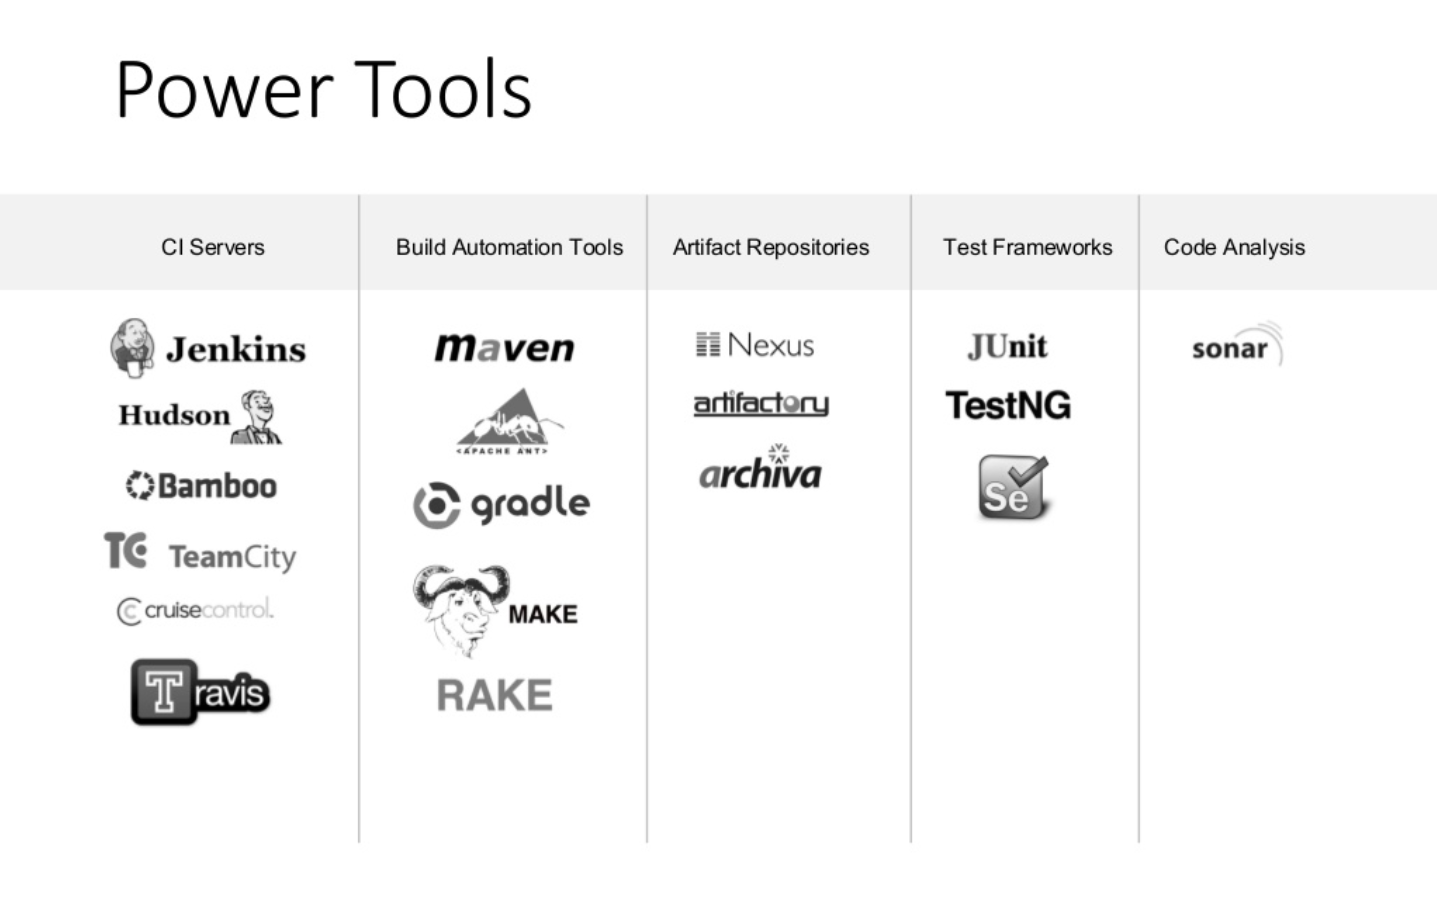 Power Tools
CI Servers
Build Automation Tools
Artifact Repositories
Test Frameworks
Code Analysis
Jenkins
Hudson
Bamboo
TC TeamCity
cc cruisecontrol.
Travis
maven
<APACHE ANT>
gradle
MAKE
RAKE
Nexus
artifactory
archiva
JUnit
TestNG
Se
sonar